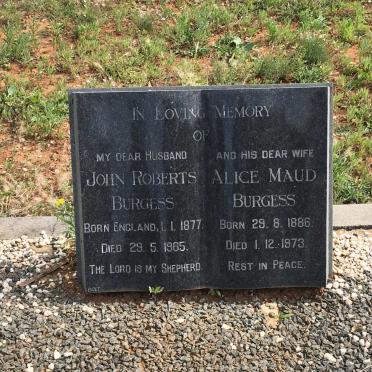 IN LOVING MEMORY
OF
MY DEAR HUSBAND
JOHN ROBERTS
BURGESS
BORN ENGLAND, 1. 1. 1877.
DIED 29. 5. 1965.
THE LORD IS MY SHEPHERD.
AND HIS DEAR WIFE
ALICE MAUD
BURGESS
BORN 29. 8. 1886.
DIED 1. 12. 1973.
REST IN PEACE.